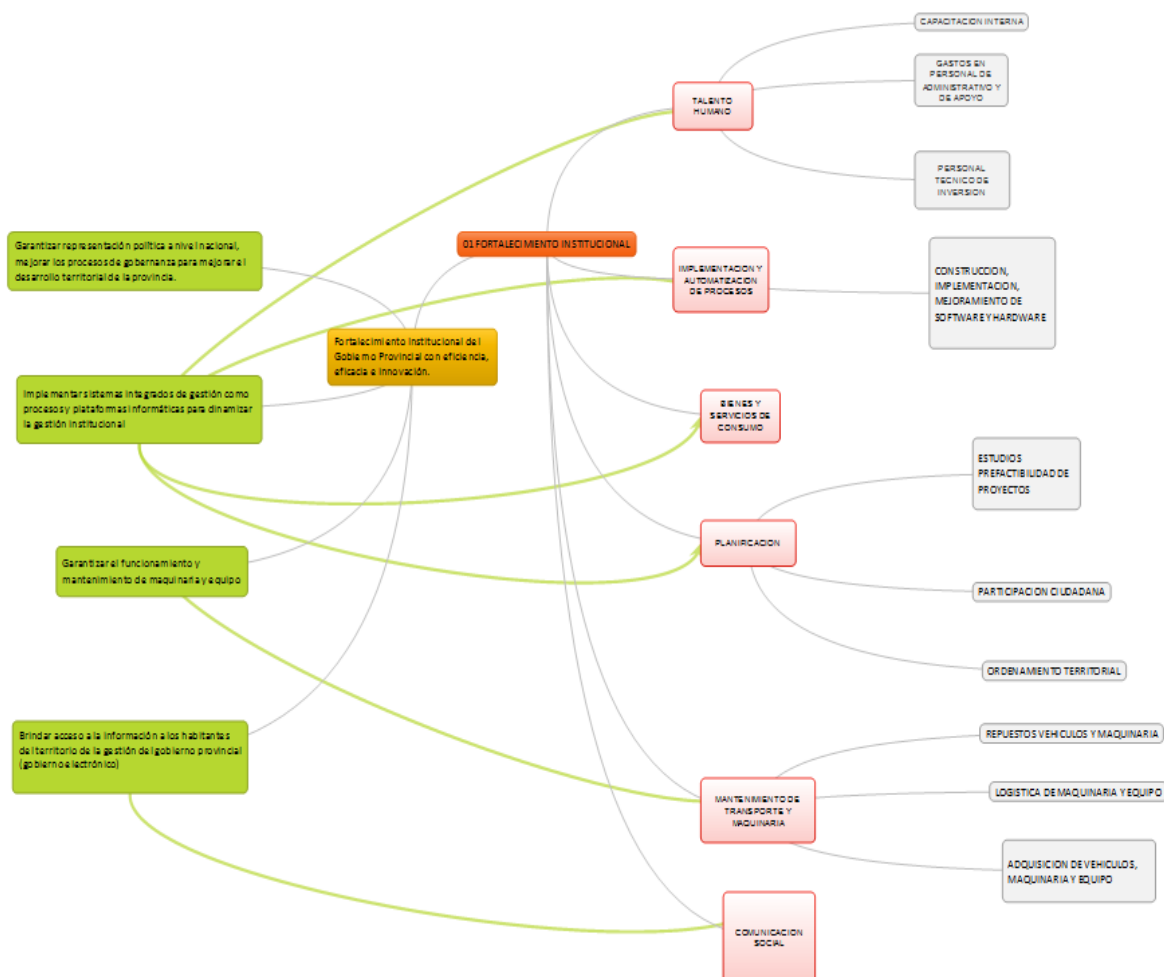 CAPACITACION INTERNA
GASTOS EN
PERSONAL DE
ADMINISTRATIVO Y
DE APOYO
TALENTO
HUMANO
PERSONAL
TECNICO DE
INVERSION
Garantizar representación política a nivel nacional,
mejorar los procesos de gobernanza para mejorar el
desarrollo territorial de la provincia.
01 FORTALECIMIENTO INSTITUCIONAL
IMPLEMENTACION Y
AUTOMATIZACION
DE PROCESOS
CONSTRUCCION,
IMPLEMENTACION,
MEJORAMIENTO DE
SOFTWARE Y HARDWARE
Fortalecimiento Institucional del
Gobierno Provincial con eficiencia,
eficacia e innovación.
Implementar sistemas integrados de gestión como
procesos y plataformas informáticas para dinamizar
la gestión institucional
BIENES Y
SERVICIOS DE
CONSUMO
ESTUDIOS
PREFACTIBILIDAD DE
PROYECTOS
PLANIFICACION
Garantizar el funcionamiento y
mantenimiento de maquinaria y equipo
PARTICIPACION CIUDADANA
ORDENAMIENTO TERRITORIAL
Brindar acceso a la información a los habitantes
del territorio de la gestión del gobierno provincial
(gobierno electrónico)
REPUESTOS VEHICULOS Y MAQUINARIA
LOGISTICA DE MAQUINARIA Y EQUIPO
MANTENIMIENTO DE
TRANSPORTE Y
MAQUINARIA
ADQUISICION DE VEHICULOS,
MAQUINARIA Y EQUIPO
COMUNICACION
SOCIAL